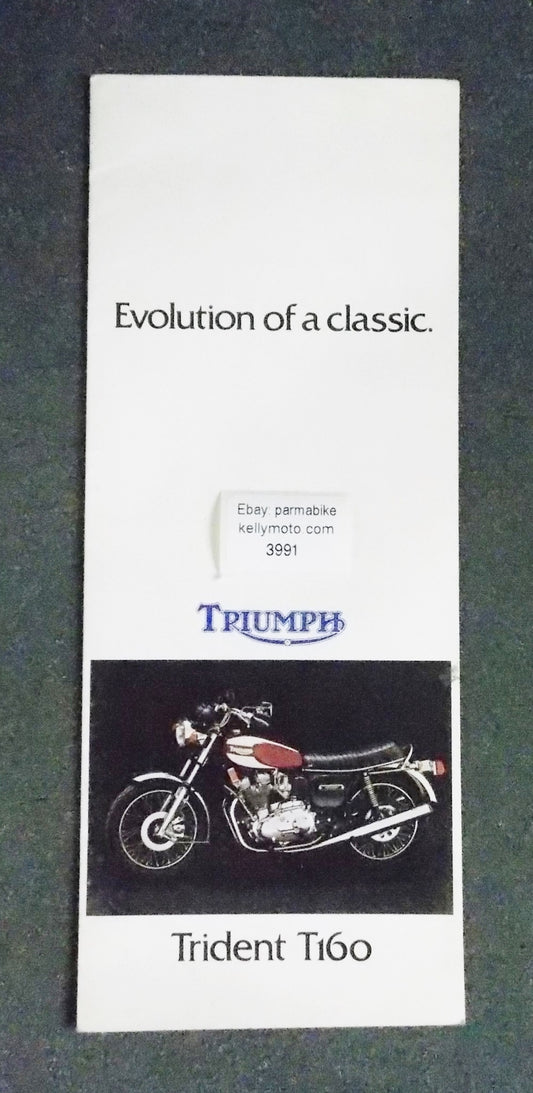 Evolution of a classic.
Ebay: parmabike
kellymoto.com
3991
TRIUMPH
Trident T160